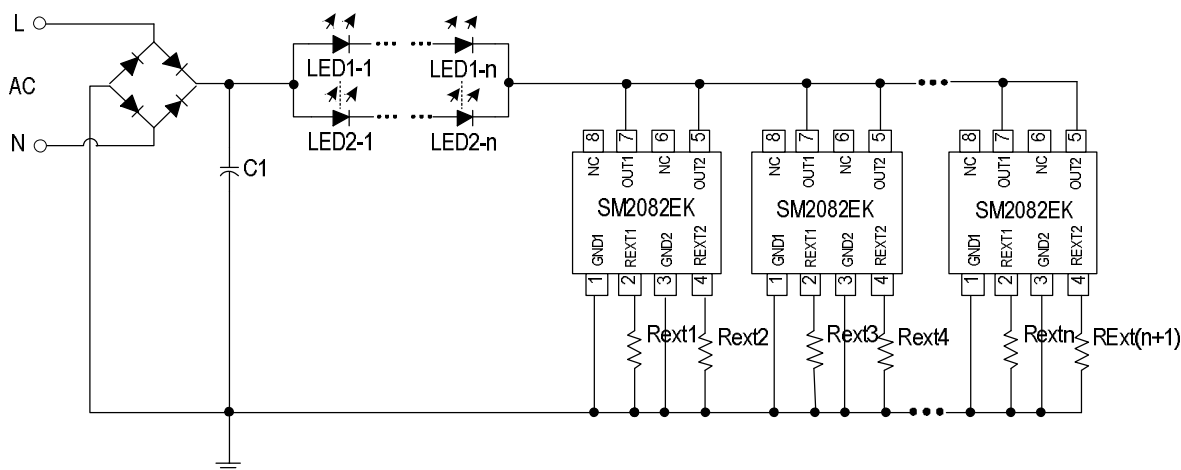 L
AC
N
C1
LED1-1
LED1-n
LED2-1
LED2-n
8 7 6 5
NC OUT1 NC OUT2
SM2082EK
GND1 REXT1 GND2 REXT2
1 2 3 4
Rext1
Rext2
8 7 6 5
NC OUT1 NC OUT2
SM2082EK
GND1 REXT1 GND2 REXT2
1 2 3 4
Rext3
Rext4
8 7 6 5
NC OUT1 NC OUT2
SM2082EK
GND1 REXT1 GND2 REXT2
1 2 3 4
Rextn
RExt(n+1)